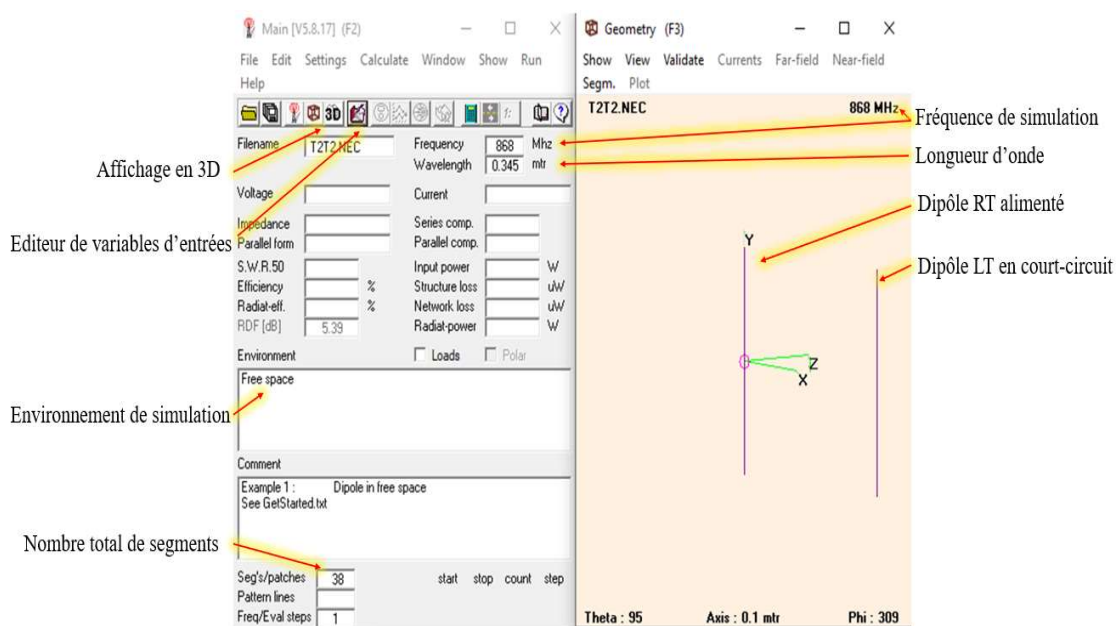 Main [V5.8.17] (F2)
File Edit Settings Calculate Window Show Run
Help
3D
Filename T2T2.NEC Frequency 868 Mhz
Wavelength 0.345 mtr
Voltage Current
Impedance Series comp.
Parallel form Parallel comp.
S.W.R.50 Input power W
Efficiency % Structure loss uW
Radiat-eff. % Network loss uW
RDF [dB] 5.39 Radiat-power W
Environment Loads Polar
Free space
Comment
Example 1 : Dipole in free space
See GetStarted.txt
Seg's/patches 38 start stop count step
Pattern lines
Freq/Eval steps 1
Geometry (F3)
Show View Validate Currents Far-field Near-field
Segm. Plot
T2T2.NEC 868 MHz
Y
Z
X
Theta : 95 Axis : 0.1 mtr Phi : 309
Affichage en 3D
Editeur de variables d'entrées
Environnement de simulation
Nombre total de segments
Fréquence de simulation
Longueur d'onde
Dipôle RT alimenté
Dipôle LT en court-circuit